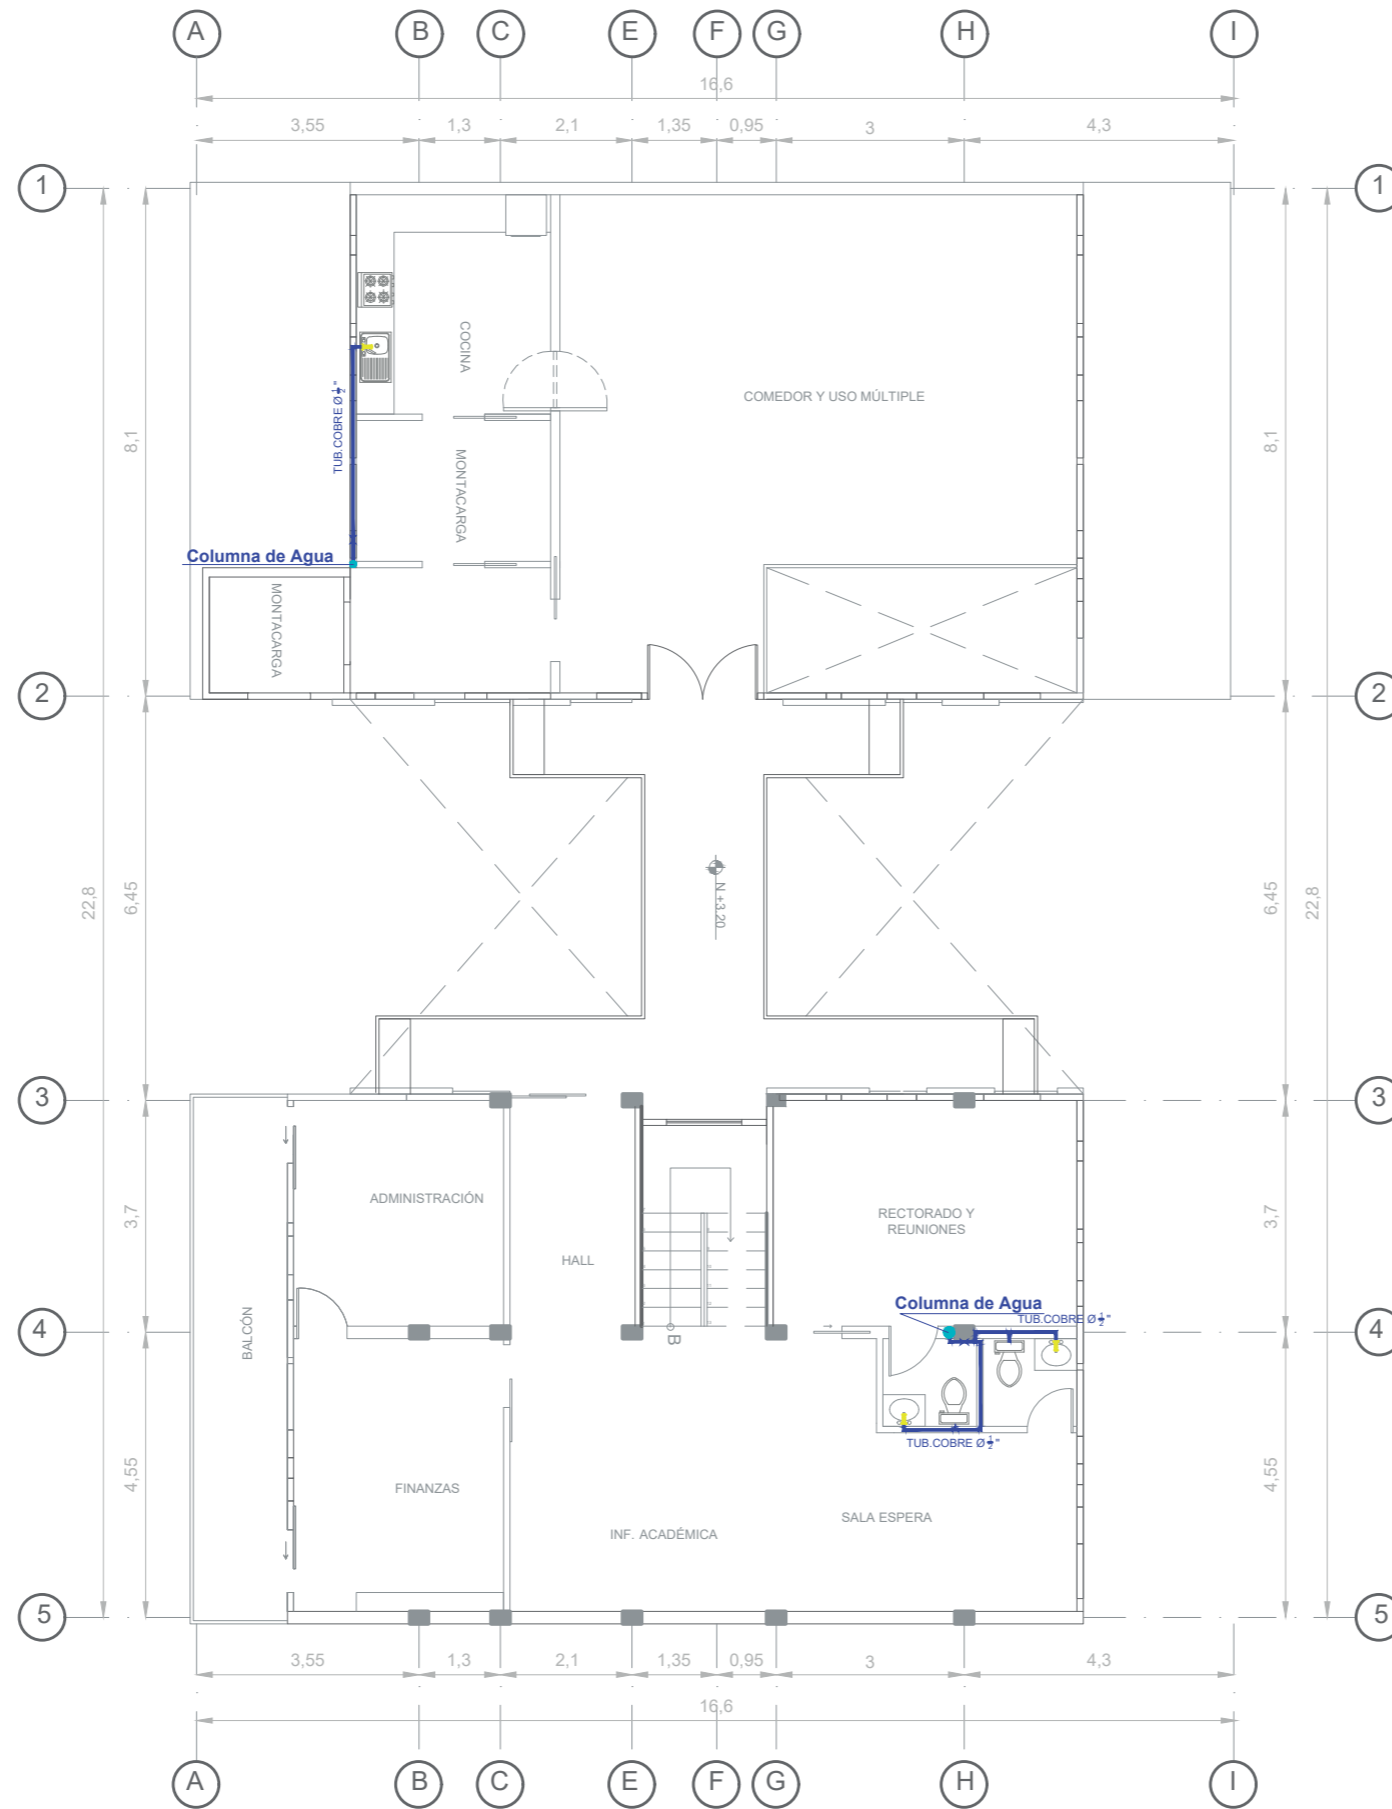 A B C E F G H I
16,6
3,55 1,3 2,1 1,35 0,95 3 4,3
1 1
COCINA
TUB.COBRE Ø ½"
COMEDOR Y USO MÚLTIPLE
8,1 8,1
MONTACARGA
Columna de Agua
MONTACARGA
2 2
N +3.20
22,8 6,45 6,45 22,8
3 3
ADMINISTRACIÓN
RECTORADO Y
REUNIONES
3,7 3,7
HALL
Columna de Agua
TUB.COBRE Ø ½"
BALCÓN
4 4
B
TUB.COBRE Ø ½"
4,55 4,55
FINANZAS
SALA ESPERA
INF. ACADÉMICA
5 5
3,55 1,3 2,1 1,35 0,95 3 4,3
16,6
A B C E F G H I